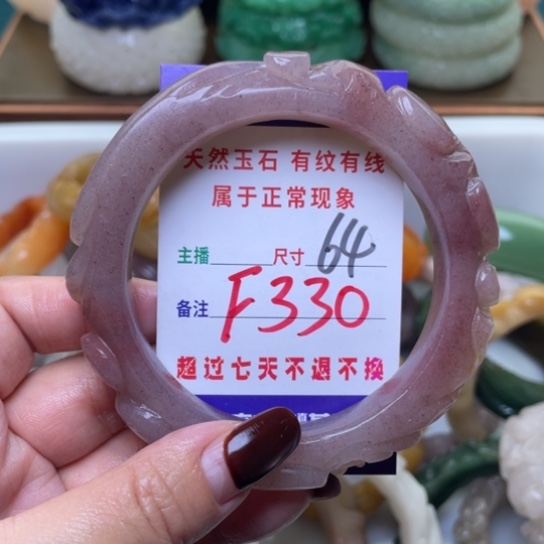 天然玉石 有纹有线
属于正常现象
主播 尺寸 64
备注 F330
超过七天不退不换